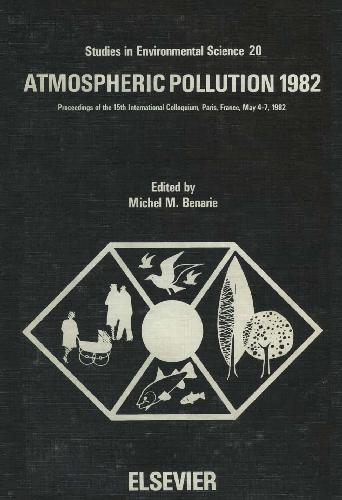 Studies in Environmental Science 20
ATMOSPHERIC POLLUTION 1982
Proceedings of the 15th International Colloquium, Paris, France, May 4-7, 1982
Edited by
Michel M. Benarie
ELSEVIER